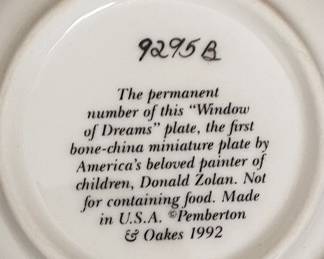 9295B
The permanent
number of this "Window
of Dreams" plate, the first
bone-china miniature plate by
America's beloved painter of
children, Donald Zolan. Not
for containing food. Made
in U.S.A. ©Pemberton
& Oakes 1992